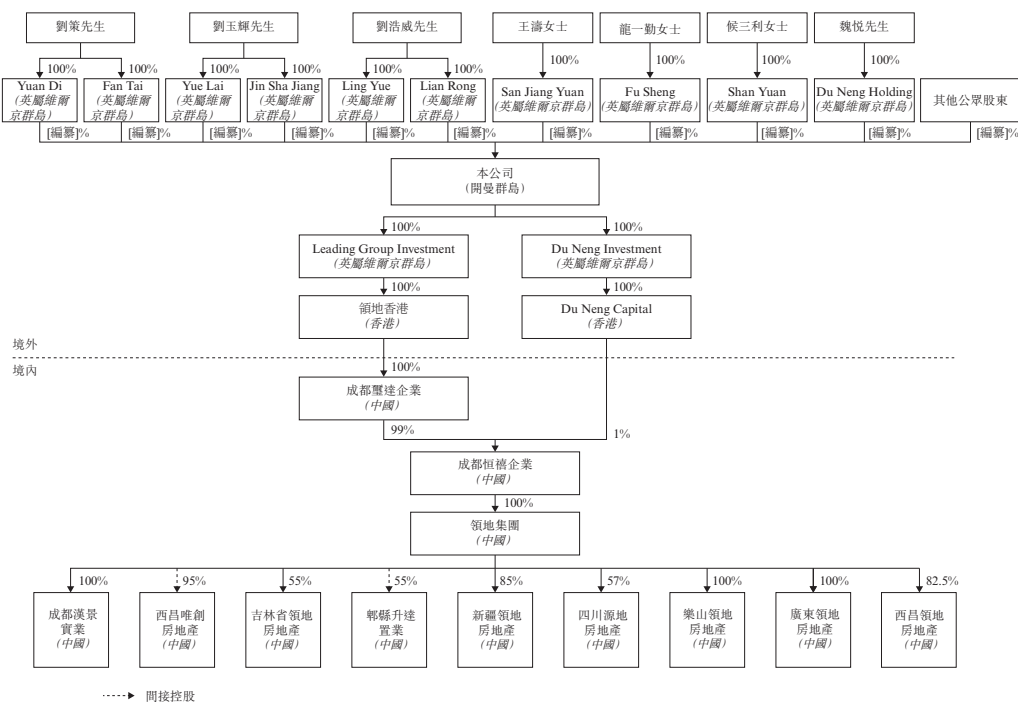 劉策先生
劉玉輝先生
劉浩威先生
王濤女士
龍一勤女士
候三利女士
魏悦先生
100%
100%
100%
100%
100%
100%
100%
100%
100%
100%
Yuan Di
(英屬維爾
京群島)
Fan Tai
(英屬維爾
京群島)
Yue Lai
(英屬維爾
京群島)
Jin Sha Jiang
(英屬維爾
京群島)
Ling Yue
(英屬維爾
京群島)
Lian Rong
(英屬維爾
京群島)
San Jiang Yuan
(英屬維爾
京群島)
Fu Sheng
(英屬維爾
京群島)
Shan Yuan
(英屬維爾
京群島)
Du Neng Holding
(英屬維爾
京群島)
其他公眾股東
[編纂]%
[編纂]%
[編纂]%
[編纂]%
[編纂]%
[編纂]%
[編纂]%
[編纂]%
[編纂]%
[編纂]%
[編纂]%
本公司
(開曼群島)
100%
100%
Leading Group Investment
(英屬維爾京群島)
Du Neng Investment
(英屬維爾京群島)
100%
100%
領地香港
(香港)
Du Neng Capital
(香港)
境外
境內
100%
成都璽達企業
(中國)
99%
1%
成都恒禧企業
(中國)
100%
領地集團
(中國)
100%
95%
55%
55%
85%
57%
100%
100%
82.5%
成都漢景
實業
(中國)
西昌唯創
房地產
(中國)
吉林省領地
房地產
(中國)
郫縣升達
置業
(中國)
新疆領地
房地產
(中國)
四川源地
房地產
(中國)
樂山領地
房地產
(中國)
廣東領地
房地產
(中國)
西昌領地
房地產
(中國)
間接控股